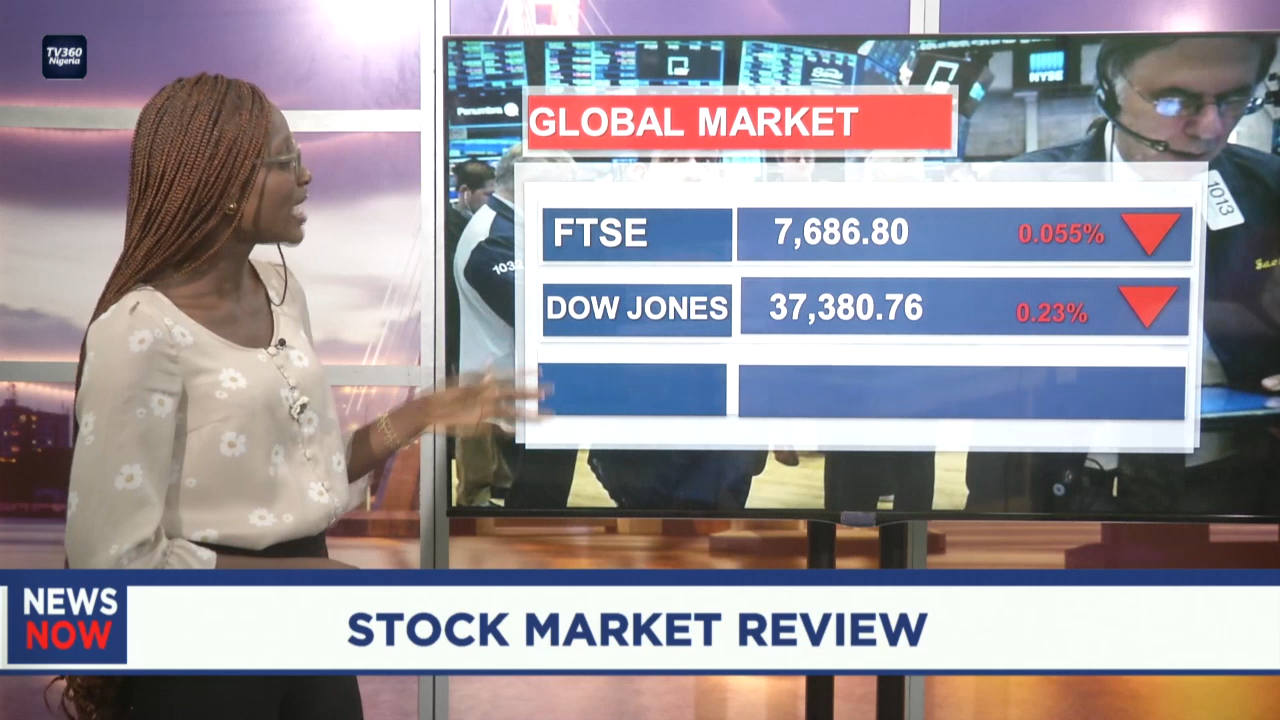 TV360
Nigeria
NYSE
1013
1032
GLOBAL MARKET
FTSE 7,686.80 0.055%
DOW JONES 37,380.76 0.23%
NEWS
NOW
STOCK MARKET REVIEW